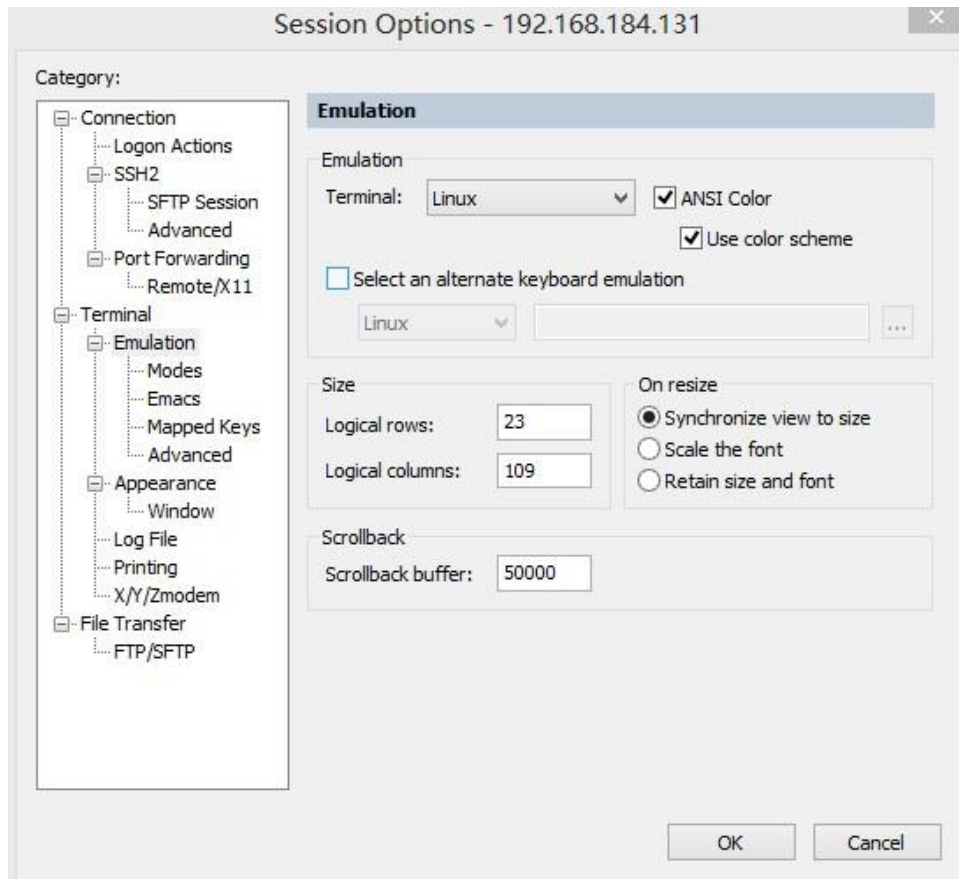 Session Options - 192.168.184.131
Category:
Connection
Logon Actions
SSH2
SFTP Session
Advanced
Port Forwarding
Remote/X11
Terminal
Emulation
Modes
Emacs
Mapped Keys
Advanced
Appearance
Window
Log File
Printing
X/Y/Zmodem
File Transfer
FTP/SFTP
Emulation
Emulation
Terminal: Linux ANSI Color
Use color scheme
Select an alternate keyboard emulation
Linux ...
Size
Logical rows: 23
Logical columns: 109
On resize
Synchronize view to size
Scale the font
Retain size and font
Scrollback
Scrollback buffer: 50000
OK Cancel